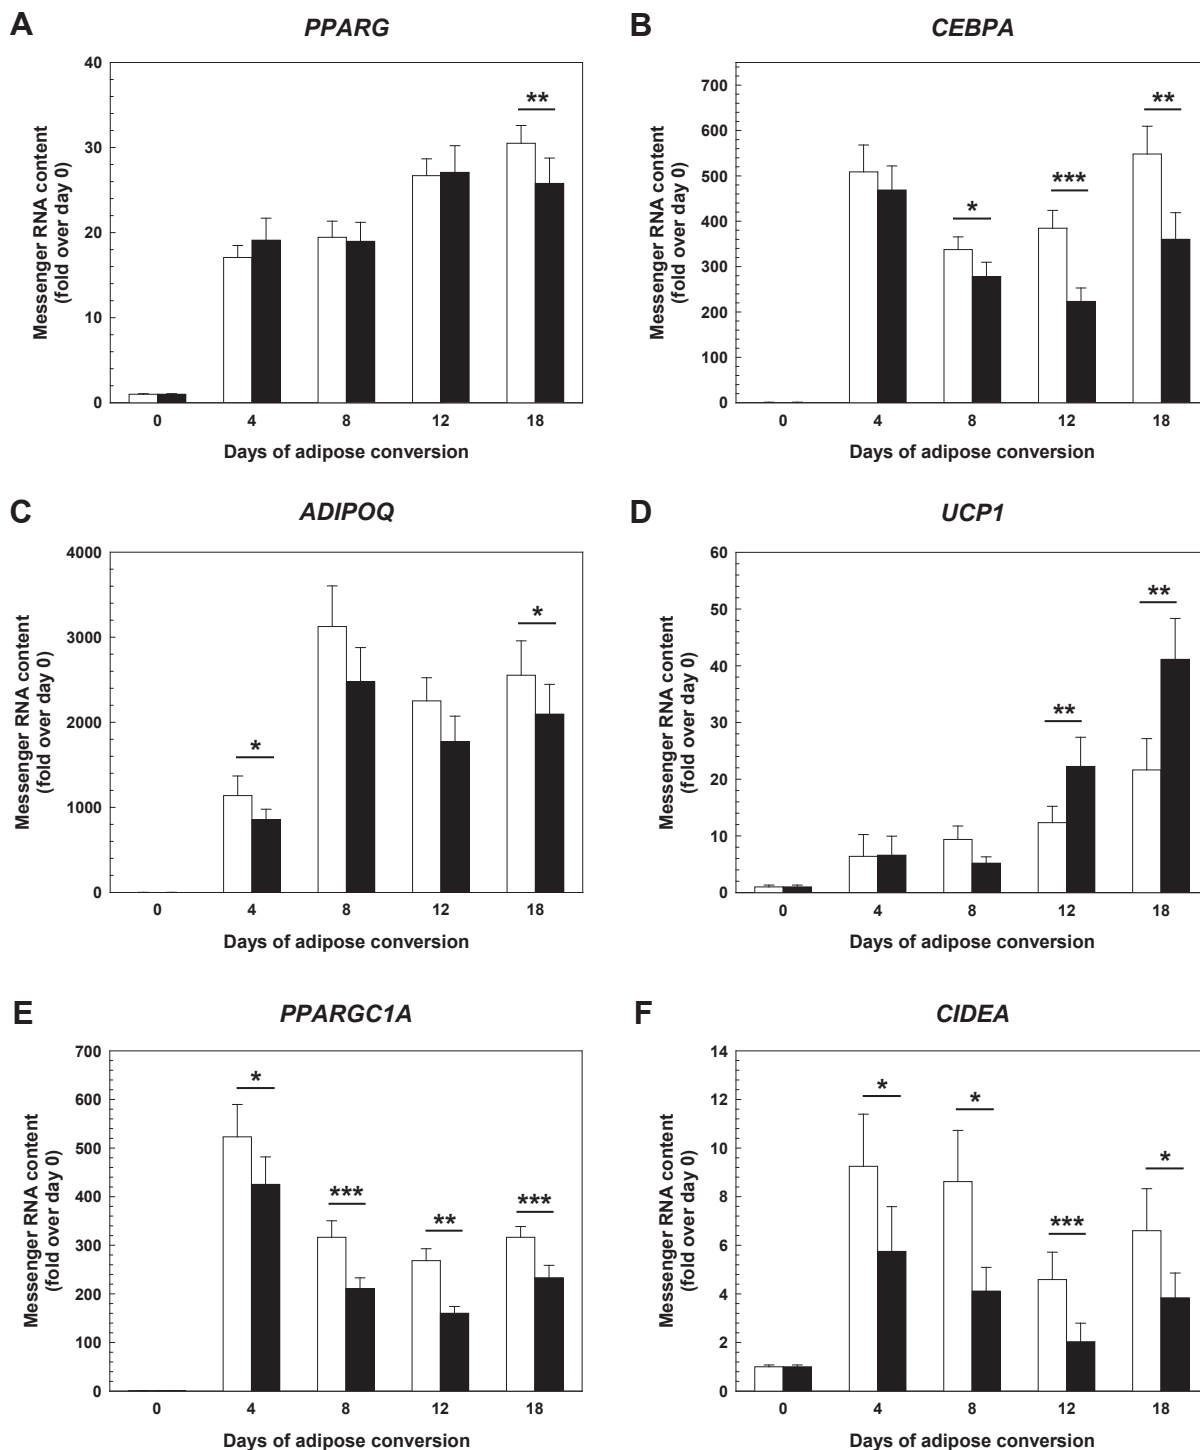 A
PPARG
Messenger RNA content
(fold over day 0)
40
30
20
10
0
**
0 4 8 12 18
Days of adipose conversion
B
CEBPA
Messenger RNA content
(fold over day 0)
700
600
500
400
300
200
100
0
*
***
**
0 4 8 12 18
Days of adipose conversion
C
ADIPOQ
Messenger RNA content
(fold over day 0)
4000
3000
2000
1000
0
*
*
0 4 8 12 18
Days of adipose conversion
D
UCP1
Messenger RNA content
(fold over day 0)
60
50
40
30
20
10
0
**
**
0 4 8 12 18
Days of adipose conversion
E
PPARGC1A
Messenger RNA content
(fold over day 0)
700
600
500
400
300
200
100
0
*
***
**
***
0 4 8 12 18
Days of adipose conversion
F
CIDEA
Messenger RNA content
(fold over day 0)
14
12
10
8
6
4
2
0
*
*
***
*
0 4 8 12 18
Days of adipose conversion